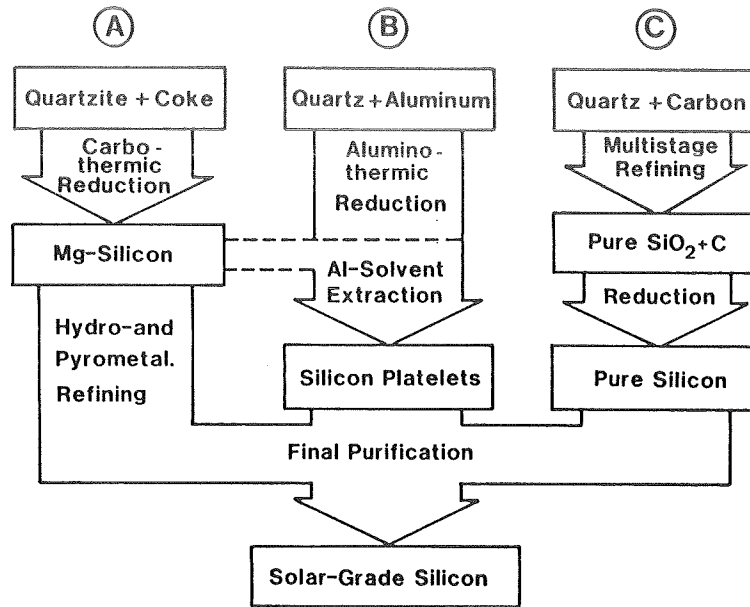 A
B
C
Quartzite + Coke
Quartz + Aluminum
Quartz + Carbon
Carbo-
thermic
Reduction
Alumino-
thermic
Reduction
Multistage
Refining
Mg-Silicon
Pure SiO₂+C
Al-Solvent
Extraction
Reduction
Hydro-and
Pyrometal.
Refining
Silicon Platelets
Pure Silicon
Final Purification
Solar-Grade Silicon